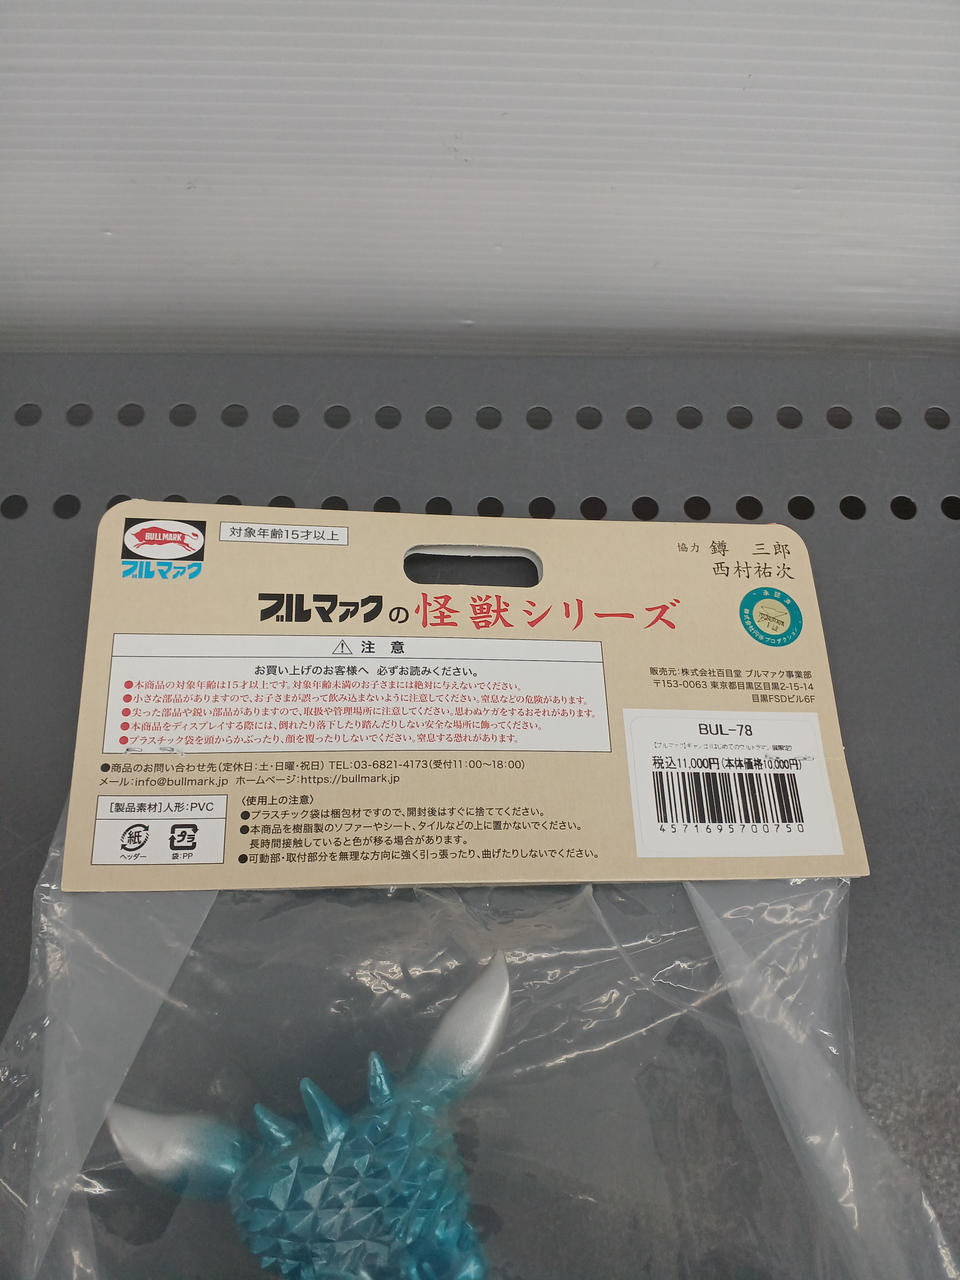 BULLMARK
ブルマァク
対象年齢15才以上
協力 鐏 三郎
西村祐次
ブルマァクの怪獣シリーズ
承認済
株式会社円谷プロダクション
注 意
お買い上げのお客様へ 必ずお読みください。
●本商品の対象年齢は15才以上です。対象年齢未満のお子さまには絶対に与えないでください。
●小さな部品がありますので、お子さまが誤って飲み込まないように注意してください。窒息などの危険があります。
●尖った部品や鋭い部品がありますので、取扱や管理場所に注意してください。思わぬケガをするおそれがあります。
●本商品をディスプレイする際には、倒れたり落下したり踏んだりしない安全な場所に飾ってください。
●プラスチック袋を頭からかぶったり、顔を覆ったりしないでください。窒息する恐れがあります。
販売元:株式会社百目堂 ブルマァク事業部
〒153-0063 東京都目黒区目黒2-15-14
目黒FSDビル6F
●商品のお問い合わせ先(定休日:土・日曜・祝日) TEL:03-6821-4173(受付11:00〜18:00)
メール:info@bullmark.jp ホームページ:https://bullmark.jp
BUL-78
税込11,000円(本体価格10,000円)
4571695700750
[製品素材]人形:PVC
紙
ヘッダー
プラ
袋:PP
〈使用上の注意〉
●プラスチック袋は梱包材ですので、開封後はすぐに捨ててください。
●本商品を樹脂製のソファーやシート、タイルなどの上に置かないでください。
長時間接触していると色が移る場合があります。
●可動部・取付部分を無理な方向に強く引っ張ったり、曲げたりしないでください。